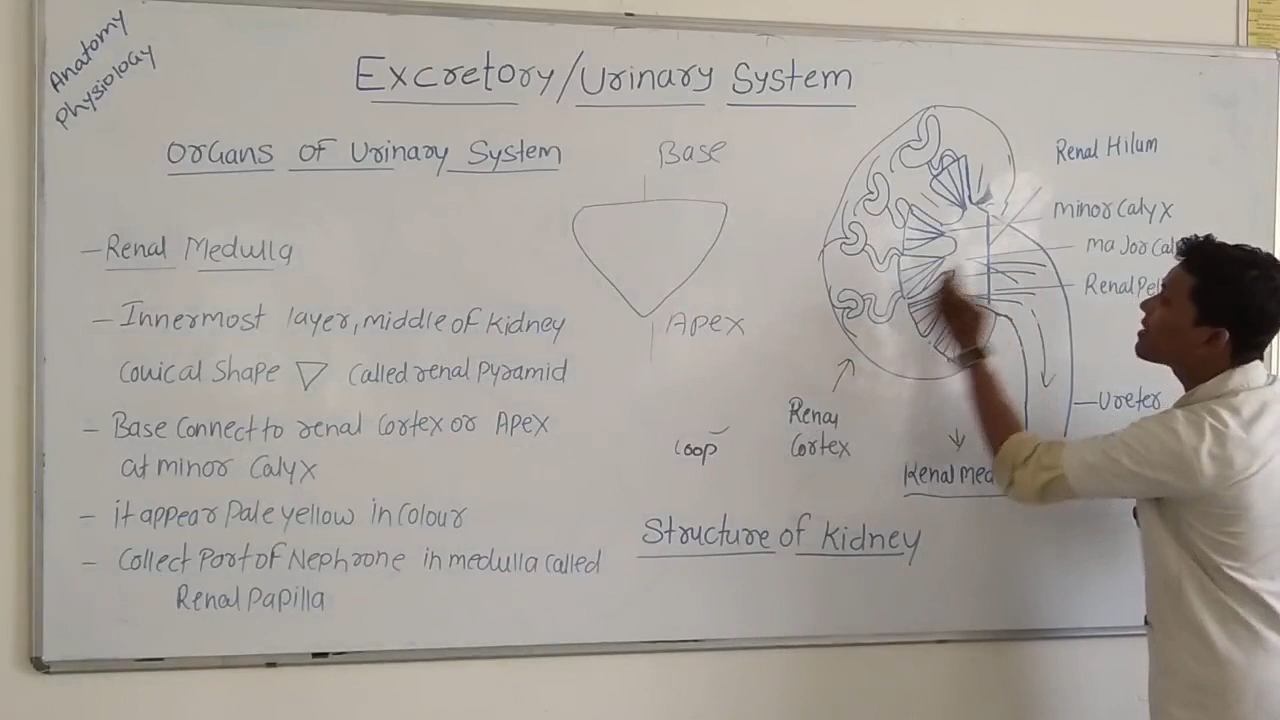 Anatomy
Physiology
Excretory/Urinary System
Organs of Urinary System
Base
Apex
- Renal Medulla
- Innermost layer, middle of kidney
conical shape ▽ called renal pyramid
- Base connect to renal cortex or Apex
at minor calyx
- it appear pale yellow in colour
- collect Port of Nephrone in medulla called
Renal Papilla
Loop
Renal Hilum
minor calyx
major cal
Renal Pel
Ureter
Renay
cortex
Renal med
Structure of kidney